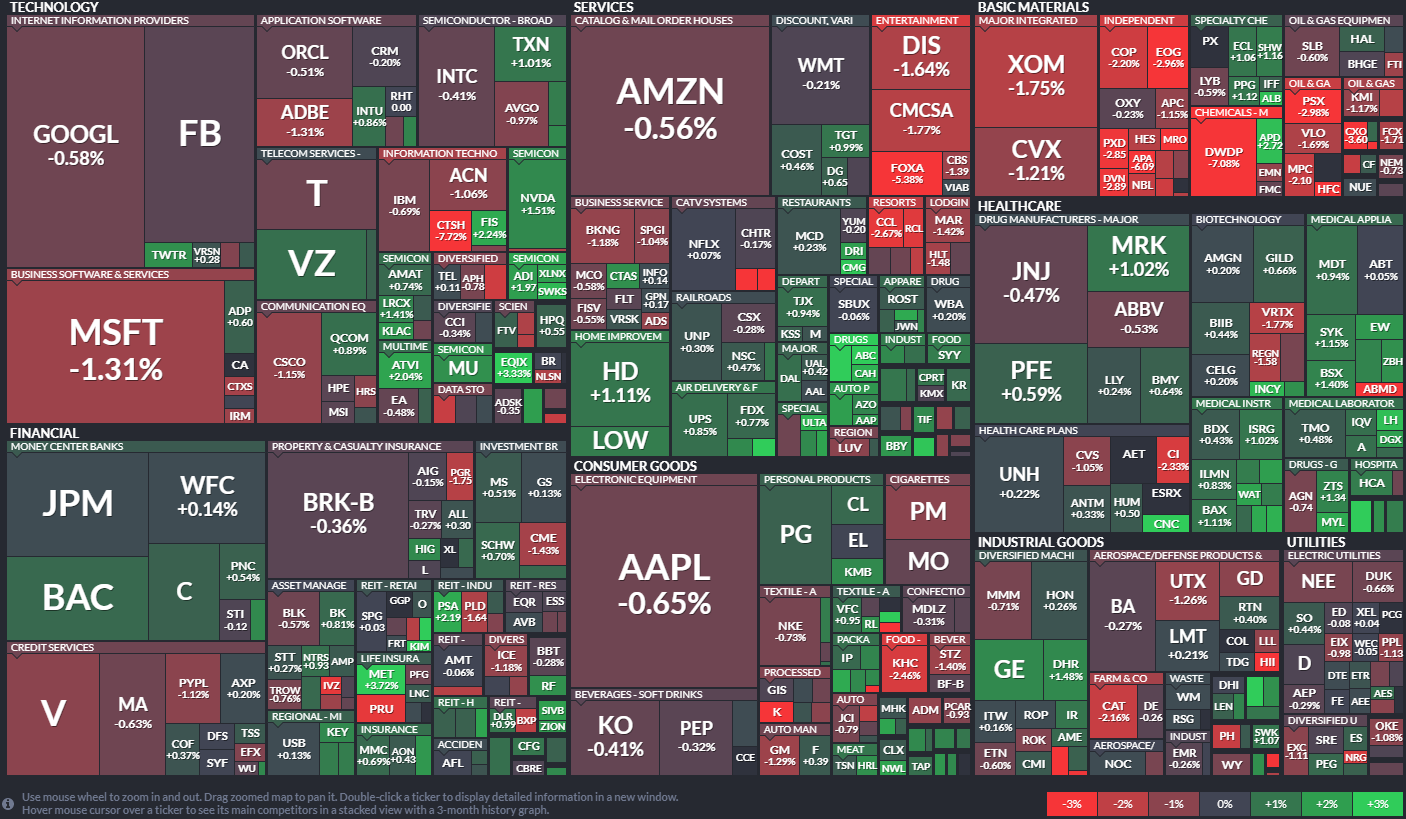 TECHNOLOGY
INTERNET INFORMATION PROVIDERS
GOOGL
-0.58%
FB
TWTR
VRSN
+0.28
APPLICATION SOFTWARE
ORCL
-0.51%
CRM
-0.20%
ADBE
-1.31%
INTU
+0.86%
RHT
0.00
SEMICONDUCTOR - BROAD
INTC
-0.41%
TXN
+1.01%
AVGO
-0.97%
TELECOM SERVICES -
T
VZ
INFORMATION TECHNO
IBM
-0.69%
ACN
-1.06%
CTSH
-7.72%
FIS
+2.24%
SEMICON
NVDA
+1.51%
BUSINESS SOFTWARE & SERVICES
MSFT
-1.31%
ADP
+0.60
CA
CTXS
IRM
COMMUNICATION EQ
CSCO
-1.15%
QCOM
+0.89%
HPE
HRS
MSI
SEMICON
AMAT
+0.74%
LRCX
+1.41%
KLAC
DIVERSIFIED
TEL
+0.11
APH
-0.78
SEMICON
ADI
+1.97
XLNX
SWKS
DIVERSIFIE
CCI
-0.34%
SCIEN
FTV
HPQ
+0.55
MULTIME
ATVI
+2.04%
EA
-0.48%
SEMICON
MU
DATA STO
EQIX
+3.33%
BR
NLSN
ADSK
-0.35
SERVICES
CATALOG & MAIL ORDER HOUSES
AMZN
-0.56%
DISCOUNT, VARI
WMT
-0.21%
COST
+0.46%
TGT
+0.99%
DG
+0.65
ENTERTAINMENT
DIS
-1.64%
CMCSA
-1.77%
FOXA
-5.38%
CBS
-1.39
VIAB
BUSINESS SERVICE
BKNG
-1.18%
SPGI
-1.04%
MCO
-0.58%
CTAS
INFO
+0.14
FISV
-0.55%
FLT
GPN
+0.17
VRSK
ADS
CATV SYSTEMS
NFLX
+0.07%
CHTR
-0.17%
RESTAURANTS
MCD
+0.23%
YUM
-0.20
DRI
CMG
RESORTS
CCL
-2.67%
RCL
LODGIN
MAR
-1.42%
HLT
-1.48
RAILROADS
UNP
+0.30%
CSX
-0.28%
NSC
+0.47%
DEPART
TJX
+0.94%
KSS
M
SPECIAL
SBUX
-0.06%
APPARE
ROST
JWN
DRUG
WBA
+0.20%
HOME IMPROVEM
HD
+1.11%
LOW
MAJOR
DAL
UAL
+0.42
AAL
DRUGS
ABC
CAH
INDUST
FOOD
SYY
AIR DELIVERY & F
UPS
+0.85%
FDX
+0.77%
SPECIAL
ULTA
AUTO P
AZO
AAP
CPRT
KMX
KR
REGION
LUV
TIF
BBY
BASIC MATERIALS
MAJOR INTEGRATED
XOM
-1.75%
CVX
-1.21%
INDEPENDENT
COP
-2.20%
EOG
-2.96%
OXY
-0.23%
APC
-1.15%
PXD
-2.85
HES
MRO
DVN
-2.89
APA
-6.09
NBL
SPECIALTY CHE
PX
ECL
+1.06
SHW
+1.16
LYB
-0.59%
PPG
+1.12
IFF
ALB
CHEMICALS - M
DWDP
-7.08%
APD
+2.72
EMN
FMC
OIL & GAS EQUIPMEN
SLB
-0.60%
HAL
BHGE
FTI
OIL & GA
PSX
-2.98%
VLO
-1.69%
MPC
-2.10
HFC
OIL & GAS
KMI
-1.17%
CXO
-3.60
FCX
-1.71
CF
NEM
-0.73
NUE
HEALTHCARE
DRUG MANUFACTURERS - MAJOR
JNJ
-0.47%
MRK
+1.02%
ABBV
-0.53%
PFE
+0.59%
LLY
+0.24%
BMY
+0.64%
BIOTECHNOLOGY
AMGN
+0.20%
GILD
+0.66%
BIIB
+0.44%
VRTX
-1.77%
CELG
+0.20%
REGN
-1.58
INCY
MEDICAL APPLIA
MDT
+0.94%
ABT
+0.05%
SYK
+1.15%
EW
ZBH
BSX
+1.40%
ABMD
HEALTH CARE PLANS
UNH
+0.22%
CVS
-1.05%
AET
CI
-2.33%
ANTM
+0.33%
HUM
+0.50
ESRX
CNC
MEDICAL INSTR
BDX
+0.43%
ISRG
+1.02%
ILMN
+0.83%
WAT
BAX
+1.11%
MEDICAL LABORATOR
TMO
+0.48%
IQV
LH
A
DGX
DRUGS - G
AGN
-0.74
ZTS
+1.34
MYL
HOSPITA
HCA
FINANCIAL
MONEY CENTER BANKS
JPM
WFC
+0.14%
BAC
C
PNC
+0.54%
STI
-0.12
PROPERTY & CASUALTY INSURANCE
BRK-B
-0.36%
AIG
-0.15%
PGR
-1.75
TRV
-0.27%
ALL
+0.30
HIG
XL
L
INVESTMENT BR
MS
+0.51%
GS
+0.13%
SCHW
+0.70%
CME
-1.43%
CREDIT SERVICES
V
MA
-0.63%
PYPL
-1.12%
AXP
+0.20%
COF
+0.37%
DFS
TSS
SYF
EFX
WU
ASSET MANAGE
BLK
-0.57%
BK
+0.81%
STT
+0.27%
NTRS
+0.93
AMP
TROW
-0.76%
IVZ
REGIONAL - MI
USB
+0.13%
KEY
REIT - RETAI
SPG
+0.03
GGP
O
FRT
KIM
REIT - INDU
PSA
+2.19
PLD
-1.64
REIT - RES
EQR
ESS
AVB
LIFE INSURA
MET
+3.72%
PFG
LNC
PRU
REIT -
AMT
-0.06%
DIVERS
ICE
-1.18%
BBT
-0.28%
RF
INSURANCE
MMC
+0.69%
AON
+0.43
REIT - H
REIT -
DLR
+0.99
BXP
SIVB
ZION
ACCIDEN
AFL
CFG
CBRE
CONSUMER GOODS
ELECTRONIC EQUIPMENT
AAPL
-0.65%
PERSONAL PRODUCTS
PG
CL
EL
KMB
CIGARETTES
PM
MO
BEVERAGES - SOFT DRINKS
KO
-0.41%
PEP
-0.32%
CCE
TEXTILE - A
NKE
-0.73%
TEXTILE - A
VFC
+0.95
RL
CONFECTIO
MDLZ
-0.31%
PROCESSED
GIS
K
PACKA
IP
FOOD -
KHC
-2.46%
BEVER
STZ
-1.40%
BF-B
AUTO MAN
GM
-1.29%
F
+0.39
AUTO
JCI
-0.79
MHK
ADM
PCAR
-0.93
MEAT
TSN
HRL
CLX
NWL
TAP
INDUSTRIAL GOODS
DIVERSIFIED MACHI
MMM
-0.71%
HON
+0.26%
GE
DHR
+1.48%
ITW
+0.16%
ROP
IR
ETN
-0.60%
ROK
AME
CMI
AEROSPACE/DEFENSE PRODUCTS &
BA
-0.27%
UTX
-1.26%
GD
RTN
+0.40%
LMT
+0.21%
COL
LLL
TDG
HII
FARM & CO
CAT
-2.16%
DE
-0.26
WASTE
WM
RSG
DHI
LEN
AEROSPACE/
NOC
INDUST
EMR
-0.26%
PH
SWK
+1.07
WY
UTILITIES
ELECTRIC UTILITIES
NEE
DUK
-0.66%
SO
+0.44%
ED
-0.08
XEL
+0.04
PCG
D
EIX
-0.98
WEC
-0.05
PPL
-1.13
DTE
ETR
AEP
-0.29%
FE
AEE
AES
DIVERSIFIED U
EXC
-1.11
SRE
ES
OKE
-1.08%
PEG
NRG
Use mouse wheel to zoom in and out. Drag zoomed map to pan it. Double-click a ticker to display detailed information in a new window.
Hover mouse cursor over a ticker to see its main competitors in a stacked view with a 3-month history graph.
-3%
-2%
-1%
0%
+1%
+2%
+3%